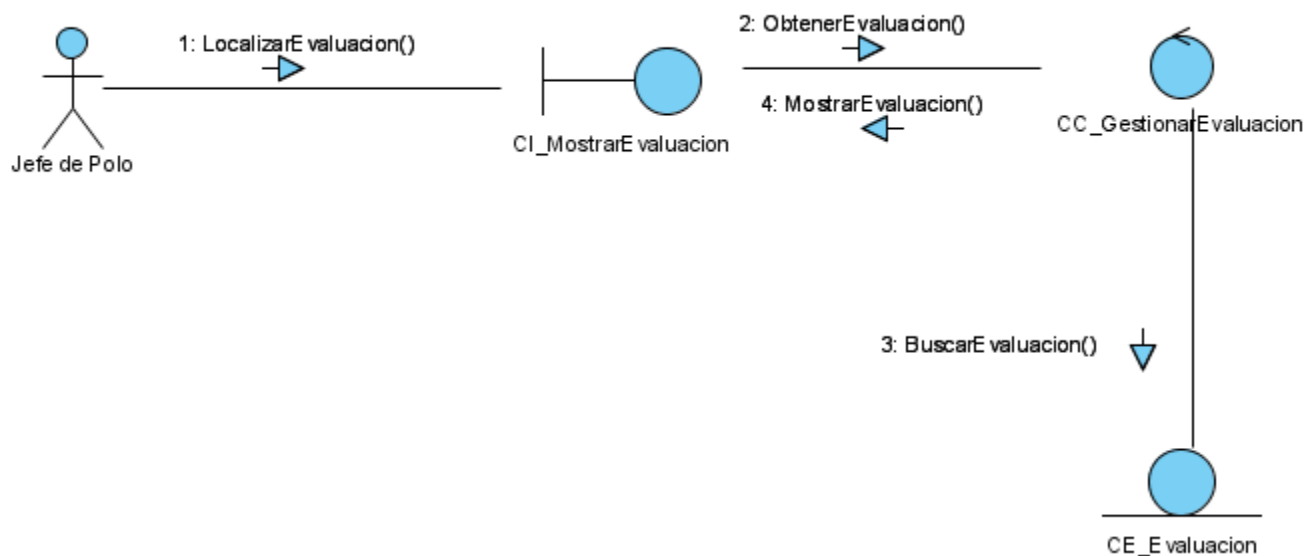 1: LocalizarEvaluacion()
2: ObtenerEvaluacion()
4: MostrarEvaluacion()
Jefe de Polo
CI_MostrarEvaluacion
CC_GestionarEvaluacion
3: BuscarEvaluacion()
CE_Evaluacion